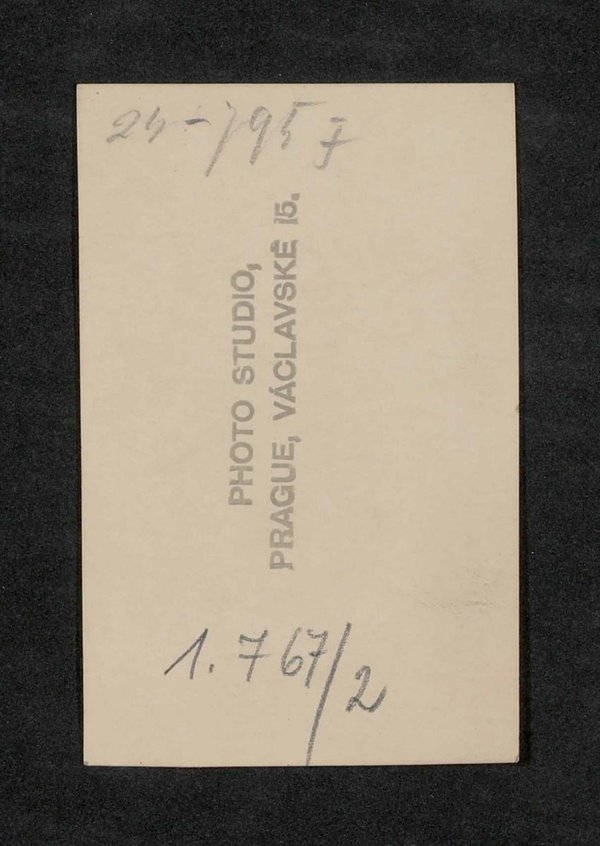 24-795 J
PHOTO STUDIO,
PRAGUE, VÁCLAVSKÉ 15.
1.767/2